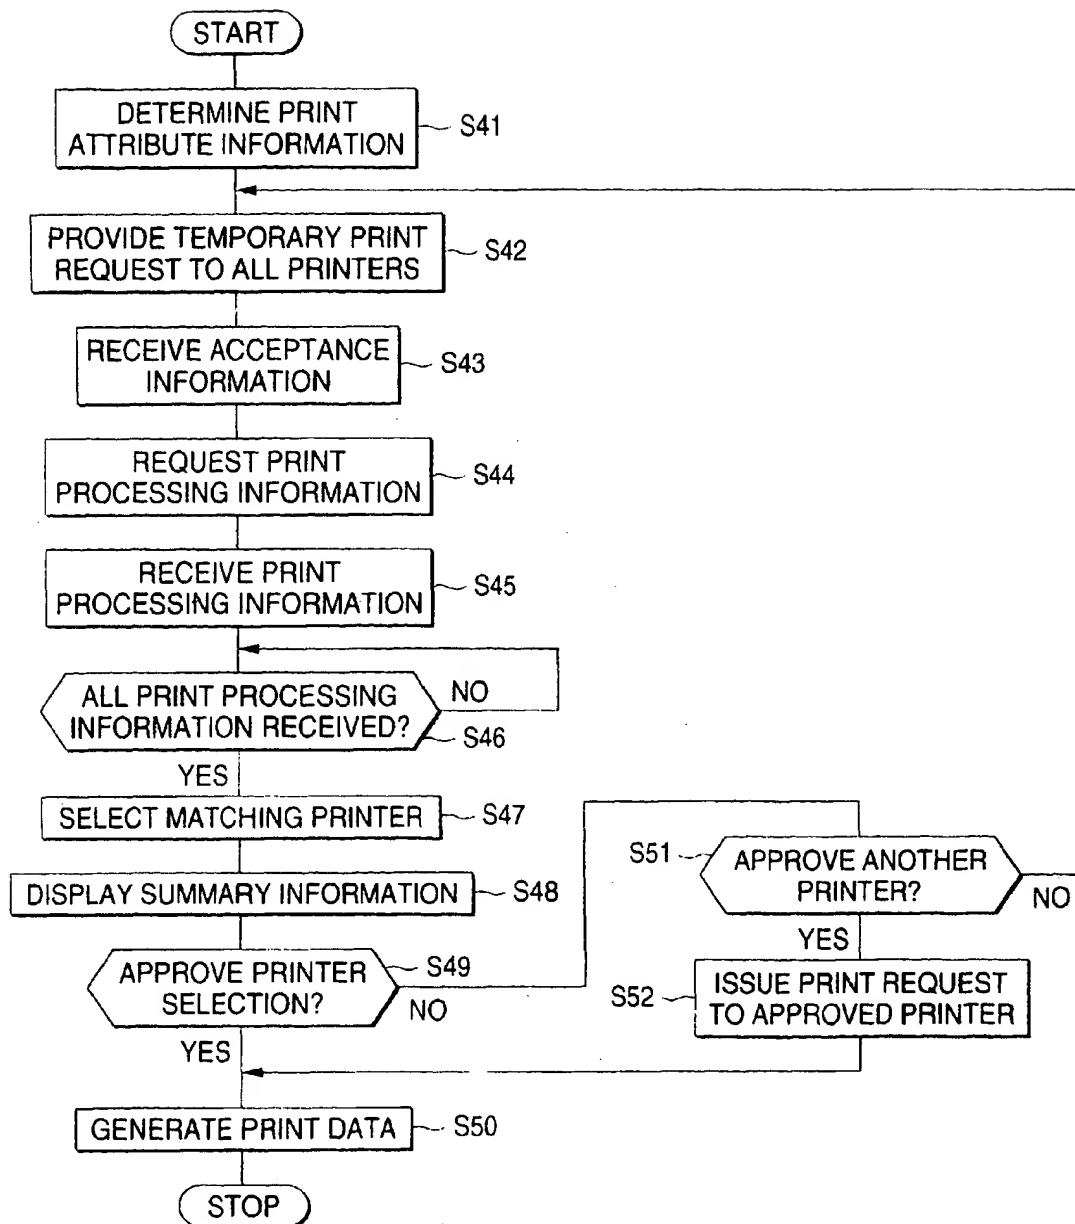 START
DETERMINE PRINT
ATTRIBUTE INFORMATION
S41
PROVIDE TEMPORARY PRINT
REQUEST TO ALL PRINTERS
S42
RECEIVE ACCEPTANCE
INFORMATION
S43
REQUEST PRINT
PROCESSING INFORMATION
S44
RECEIVE PRINT
PROCESSING INFORMATION
S45
ALL PRINT PROCESSING
INFORMATION RECEIVED?
NO
S46
YES
SELECT MATCHING PRINTER
S47
DISPLAY SUMMARY INFORMATION
S48
APPROVE PRINTER
SELECTION?
S49
NO
YES
S51
APPROVE ANOTHER
PRINTER?
NO
YES
S52
ISSUE PRINT REQUEST
TO APPROVED PRINTER
GENERATE PRINT DATA
S50
STOP